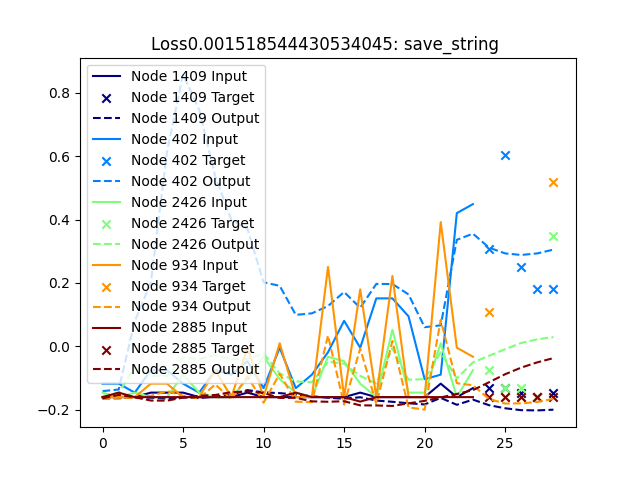 Loss0.001518544430534045: save_string
Node 1409 Input
Node 1409 Target
Node 1409 Output
Node 402 Input
Node 402 Target
Node 402 Output
Node 2426 Input
Node 2426 Target
Node 2426 Output
Node 934 Input
Node 934 Target
Node 934 Output
Node 2885 Input
Node 2885 Target
Node 2885 Output
0.8
0.6
0.4
0.2
0.0
−0.2
0 5 10 15 20 25